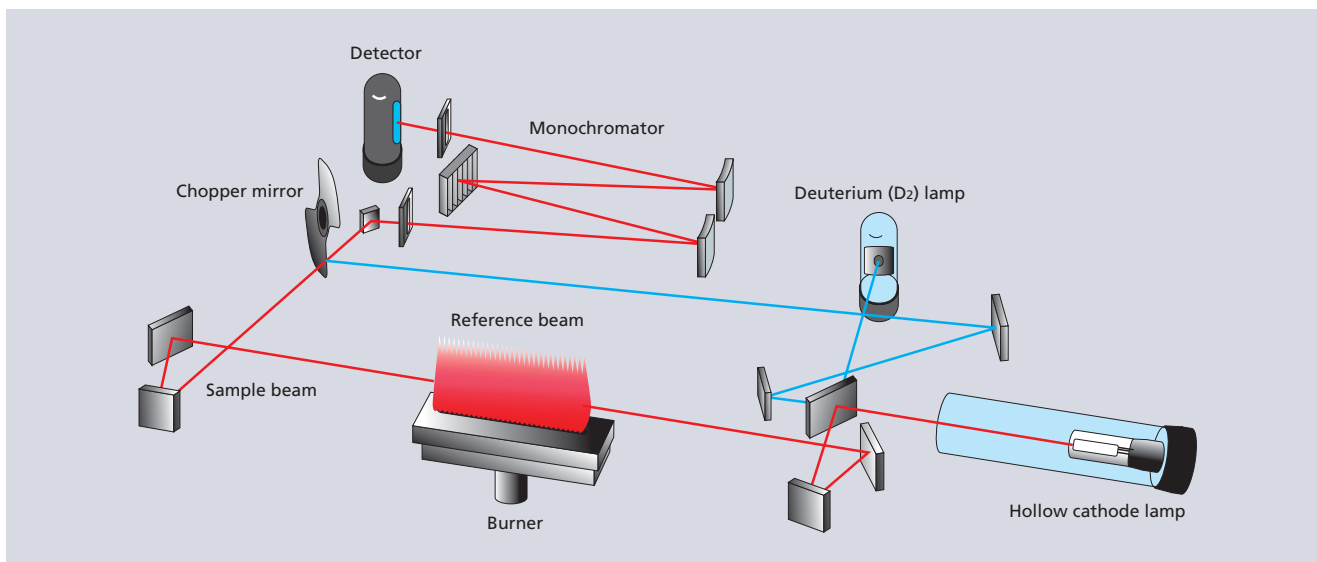 Detector
Monochromator
Chopper mirror
Deuterium (D2) lamp
Reference beam
Sample beam
Burner
Hollow cathode lamp